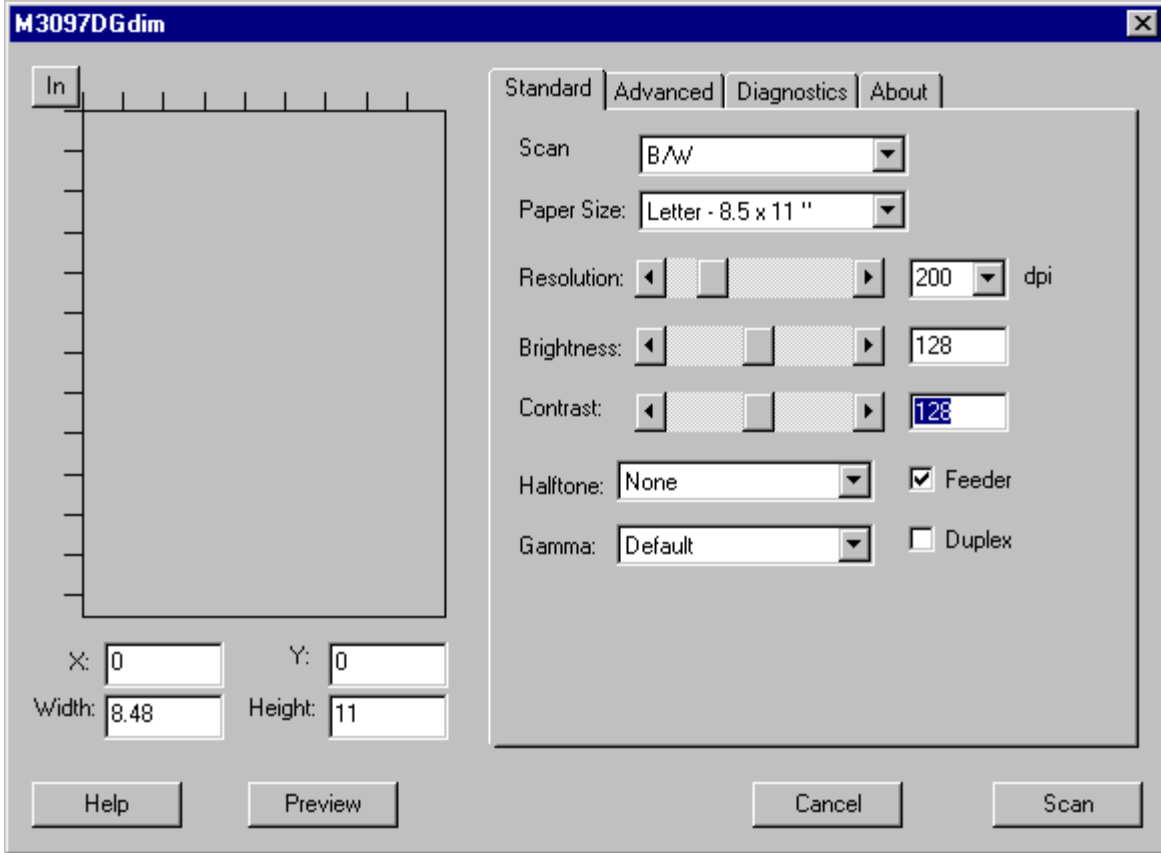 M3097DGdim
In
Standard Advanced Diagnostics About
Scan B/W
Paper Size: Letter - 8.5 x 11 "
Resolution: 200 dpi
Brightness: 128
Contrast: 128
Halftone: None Feeder
Gamma: Default Duplex
X: 0 Y: 0
Width: 8.48 Height: 11
Help Preview Cancel Scan